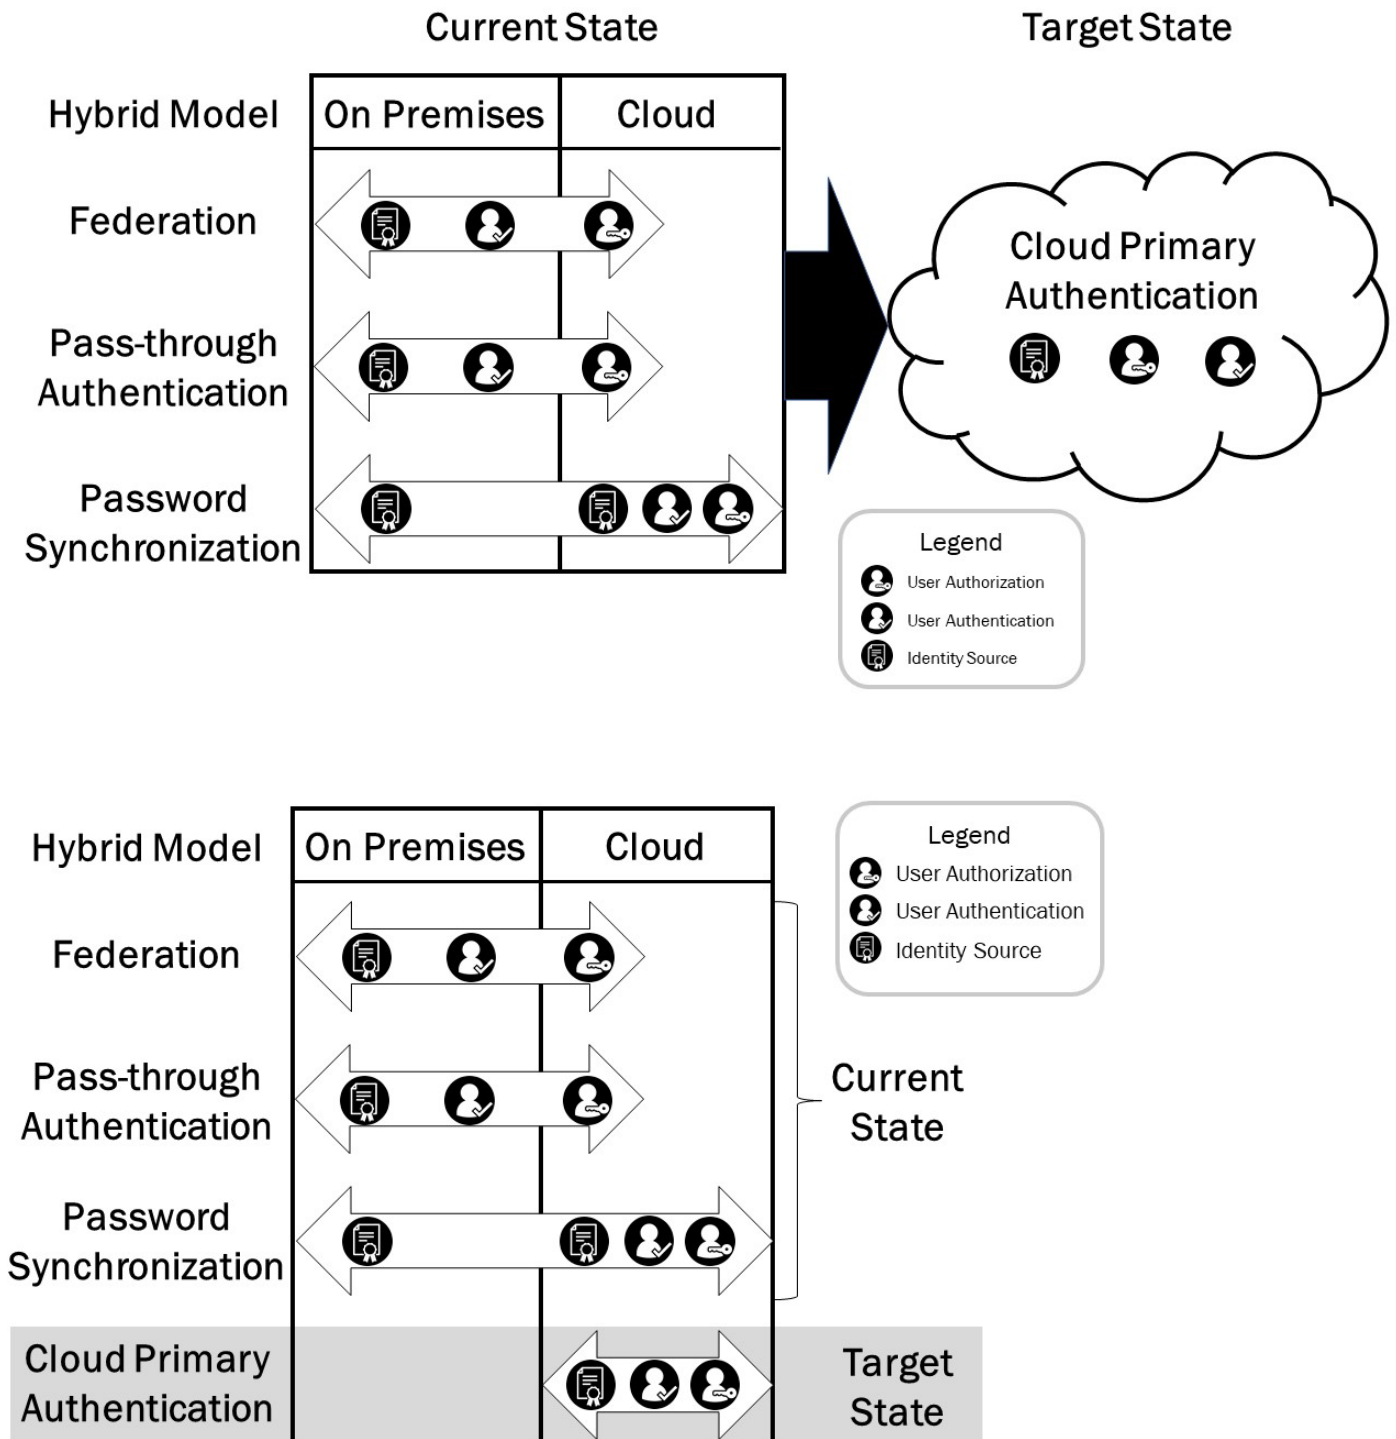 Current State
Target State
Hybrid Model
On Premises
Cloud
Federation
Pass-through
Authentication
Password
Synchronization
Cloud Primary
Authentication
Legend
User Authorization
User Authentication
Identity Source
Hybrid Model
On Premises
Cloud
Federation
Pass-through
Authentication
Password
Synchronization
Cloud Primary
Authentication
Legend
User Authorization
User Authentication
Identity Source
Current
State
Target
State